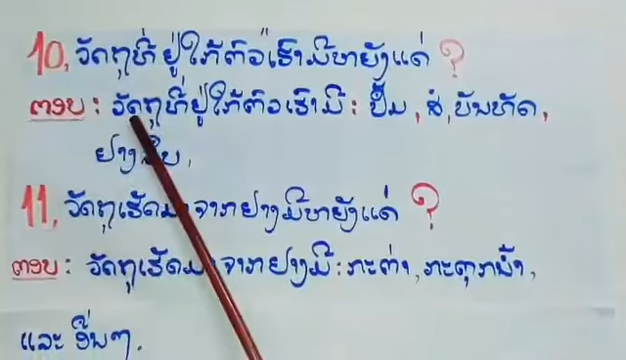 10, ວັດຖຸທີ່ຢູ່ໃກ້ຕົວເຮົາມີຫຍັງແດ່?
ຕອບ: ວັດຖຸທີ່ຢູ່ໃກ້ຕົວເຮົາມີ: ປຶ້ມ, ສໍ, ບັນທັດ,
ຢາງລຶບ,
11, ວັດຖຸເຮັດມາຈາກຢາງມີຫຍັງແດ່?
ຕອບ: ວັດຖຸເຮັດມາຈາກຢາງມີ: ກະຕ່າ, ກະຕຸກນໍ້າ,
ແລະ ອື່ນໆ.